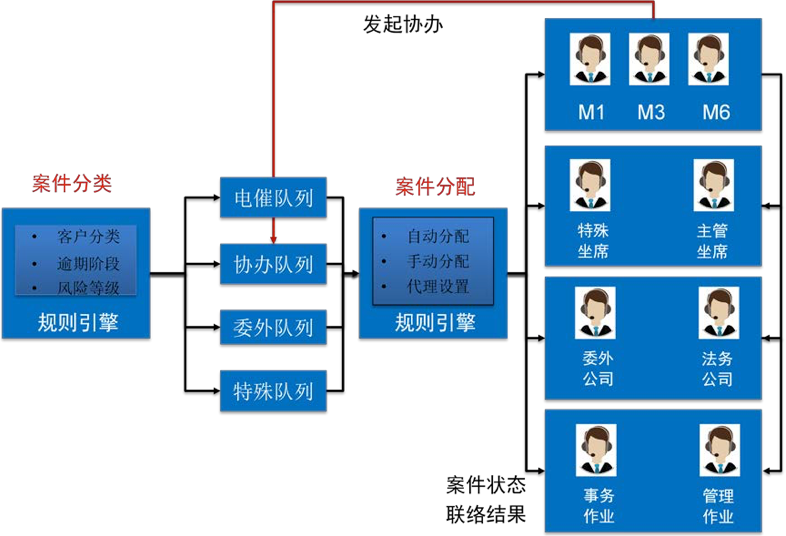 发起协办
M1 M3 M6
案件分类
客户分类
逾期阶段
风险等级
规则引擎
电催队列
协办队列
委外队列
特殊队列
案件分配
自动分配
手动分配
代理设置
规则引擎
特殊
坐席
主管
坐席
委外
公司
法务
公司
事务
作业
管理
作业
案件状态
联络结果